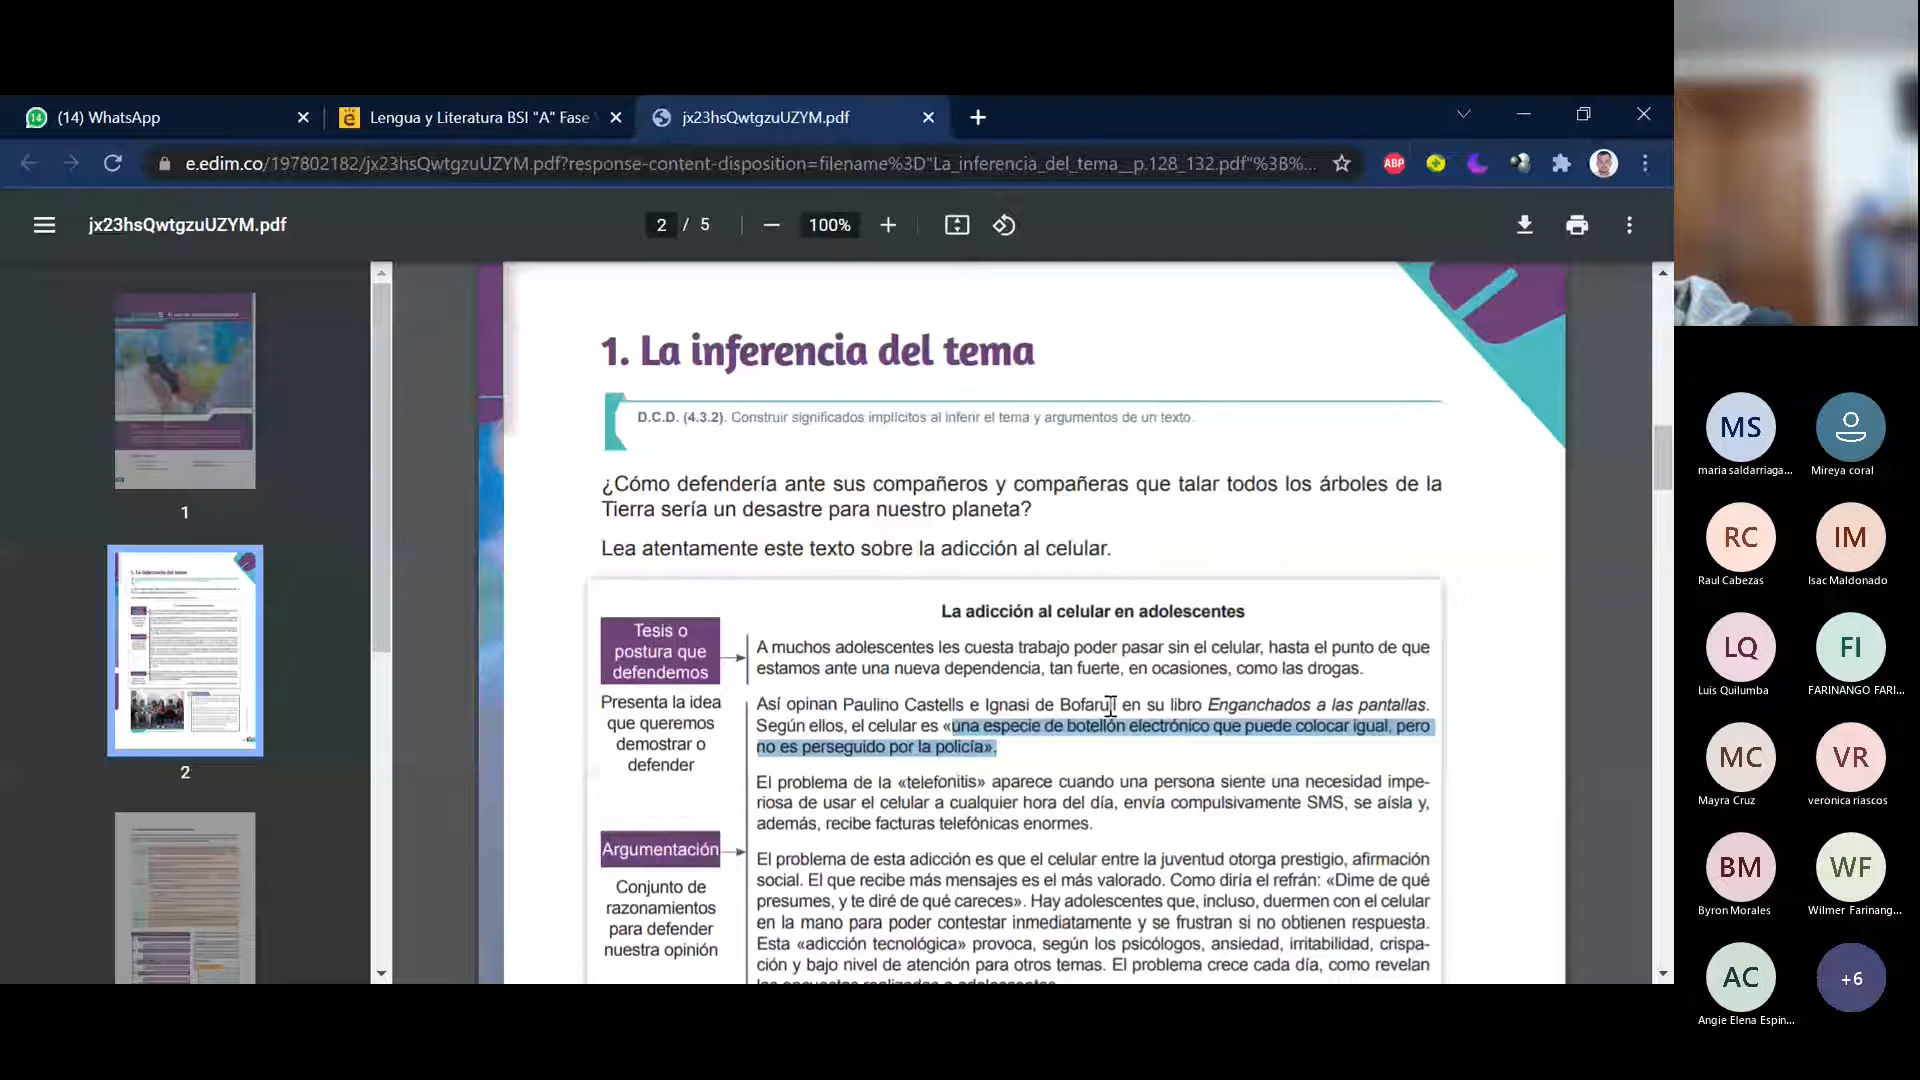 (14) WhatsApp
Lengua y Literatura BSI "A" Fase
jx23hsQwtgzuUZYM.pdf
e.edim.co/197802182/jx23hsQwtgzuUZYM.pdf?response-content-disposition=filename%3D"La_inferencia_del_tema__p.128_132.pdf"%3B%...
ABP
jx23hsQwtgzuUZYM.pdf
2 / 5
100%
1
2
1. La inferencia del tema
D.C.D. (4.3.2). Construir significados implícitos al inferir el tema y argumentos de un texto.
¿Cómo defendería ante sus compañeros y compañeras que talar todos los árboles de la
Tierra sería un desastre para nuestro planeta?
Lea atentamente este texto sobre la adicción al celular.
La adicción al celular en adolescentes
Tesis o
postura que
defendemos
Presenta la idea
que queremos
demostrar o
defender
A muchos adolescentes les cuesta trabajo poder pasar sin el celular, hasta el punto de que
estamos ante una nueva dependencia, tan fuerte, en ocasiones, como las drogas.
Así opinan Paulino Castells e Ignasi de Bofarull en su libro Enganchados a las pantallas.
Según ellos, el celular es «una especie de botellón electrónico que puede colocar igual, pero
no es perseguido por la policía».
El problema de la «telefonitis» aparece cuando una persona siente una necesidad impe-
riosa de usar el celular a cualquier hora del día, envía compulsivamente SMS, se aísla y,
además, recibe facturas telefónicas enormes.
Argumentación
Conjunto de
razonamientos
para defender
nuestra opinión
El problema de esta adicción es que el celular entre la juventud otorga prestigio, afirmación
social. El que recibe más mensajes es el más valorado. Como diría el refrán: «Dime de qué
presumes, y te diré de qué careces». Hay adolescentes que, incluso, duermen con el celular
en la mano para poder contestar inmediatamente y se frustran si no obtienen respuesta.
Esta «adicción tecnológica» provoca, según los psicólogos, ansiedad, irritabilidad, crispa-
ción y bajo nivel de atención para otros temas. El problema crece cada día, como revelan
MS
maria saldarriaga...
Mireya coral
RC
Raul Cabezas
IM
Isac Maldonado
LQ
Luis Quilumba
FI
FARINANGO FARI...
MC
Mayra Cruz
VR
veronica riascos
BM
Byron Morales
WF
Wilmer Farinang...
AC
Angie Elena Espin...
+6